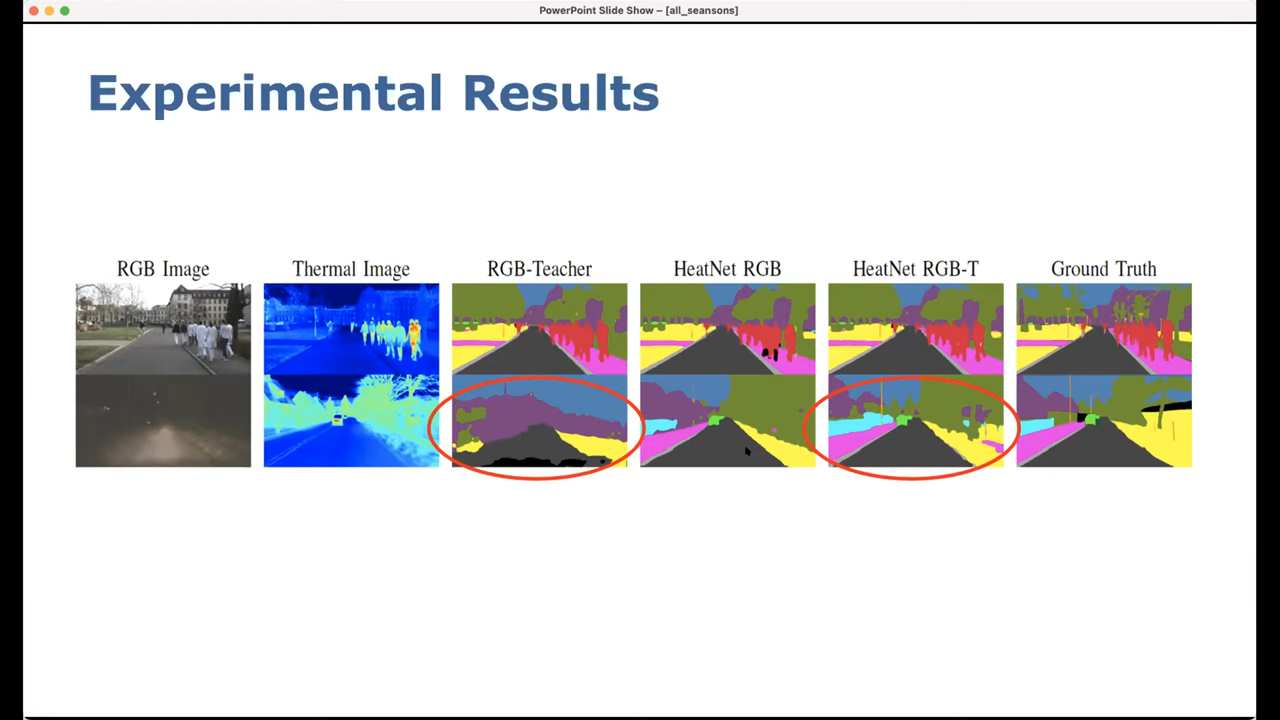 PowerPoint Slide Show – [all_seansons]
Experimental Results
RGB Image Thermal Image RGB-Teacher HeatNet RGB HeatNet RGB-T Ground Truth